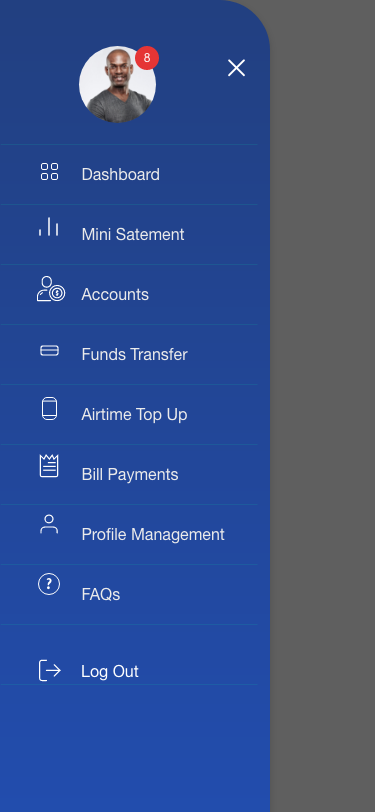 8
Dashboard
Mini Satement
Accounts
Funds Transfer
Airtime Top Up
Bill Payments
Profile Management
FAQs
Log Out